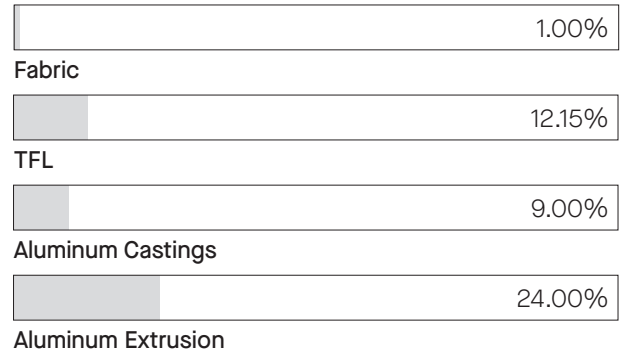 1.00%
Fabric
12.15%
TFL
9.00%
Aluminum Castings
24.00%
Aluminum Extrusion